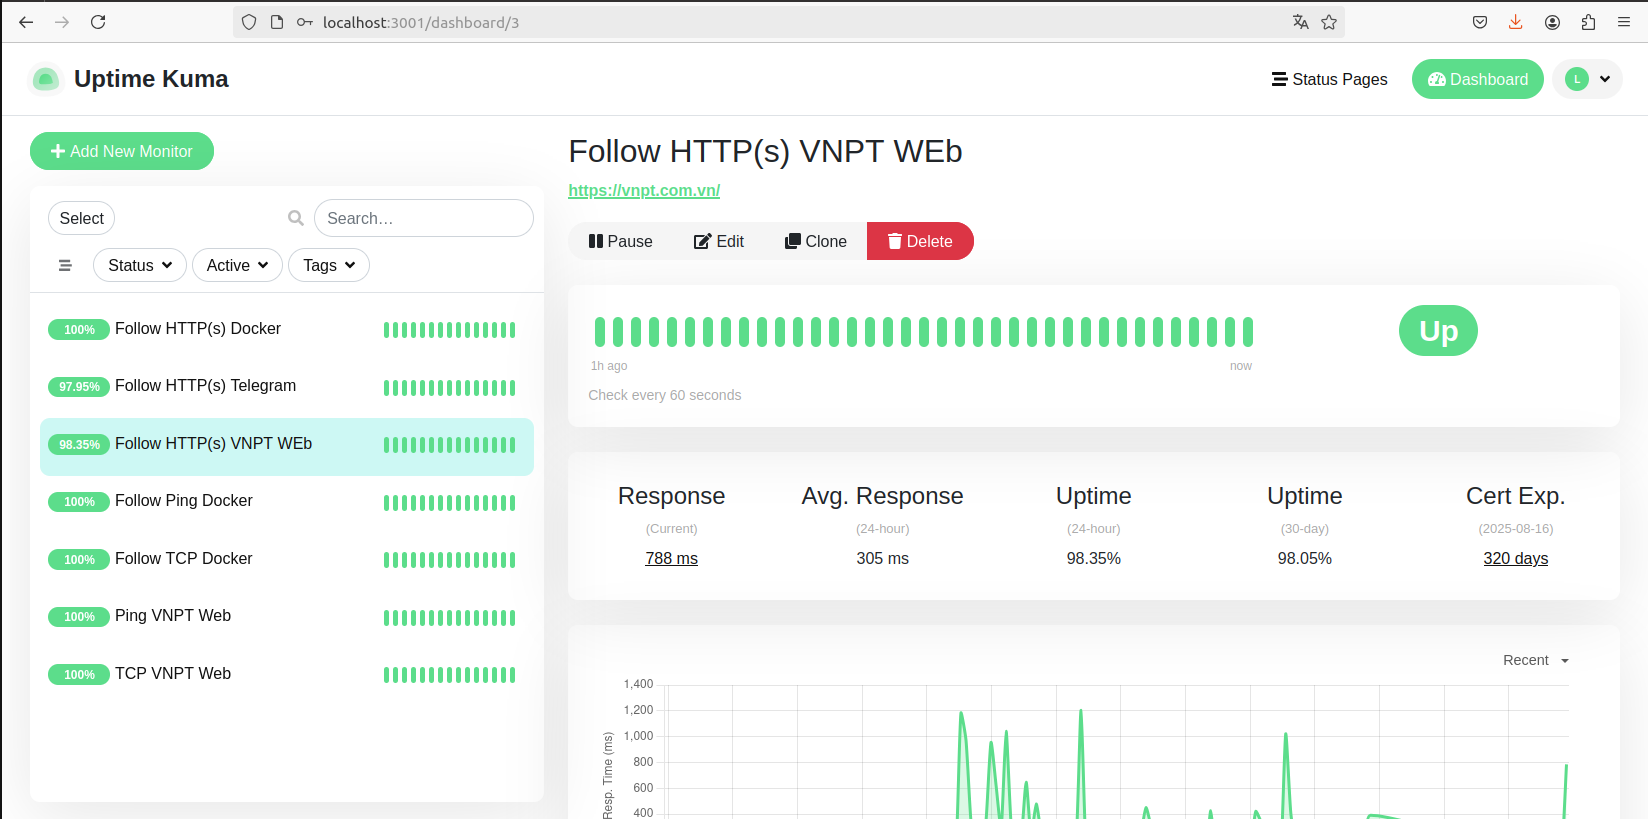 localhost:3001/dashboard/3
Uptime Kuma
Status Pages
Dashboard
L
Add New Monitor
Select
Search…
Status
Active
Tags
100% Follow HTTP(s) Docker
97.95% Follow HTTP(s) Telegram
98.35% Follow HTTP(s) VNPT WEb
100% Follow Ping Docker
100% Follow TCP Docker
100% Ping VNPT Web
100% TCP VNPT Web
Follow HTTP(s) VNPT WEb
https://vnpt.com.vn/
Pause
Edit
Clone
Delete
Up
1h ago
now
Check every 60 seconds
Response
(Current)
788 ms
Avg. Response
(24-hour)
305 ms
Uptime
(24-hour)
98.35%
Uptime
(30-day)
98.05%
Cert Exp.
(2025-08-16)
320 days
Recent
1,400
1,200
1,000
800
600
400
Resp. Time (ms)